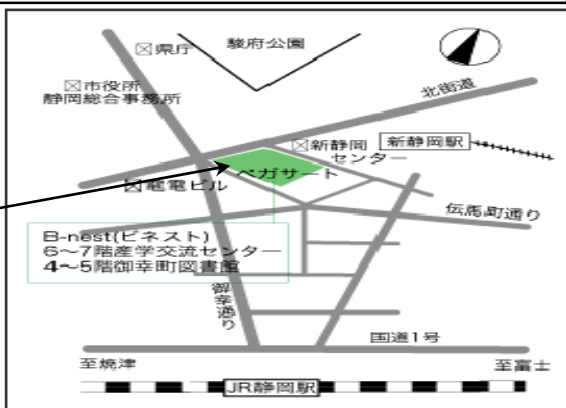 県庁
駿府公園
市役所
静岡総合事務所
北街道
新静岡
センター
新静岡駅
ペガサート
電電ビル
伝馬町通り
B-nest(ビネスト)
6〜7階産学交流センター
4〜5階御幸町図書館
御幸通り
国道1号
至焼津
至富士
JR静岡駅